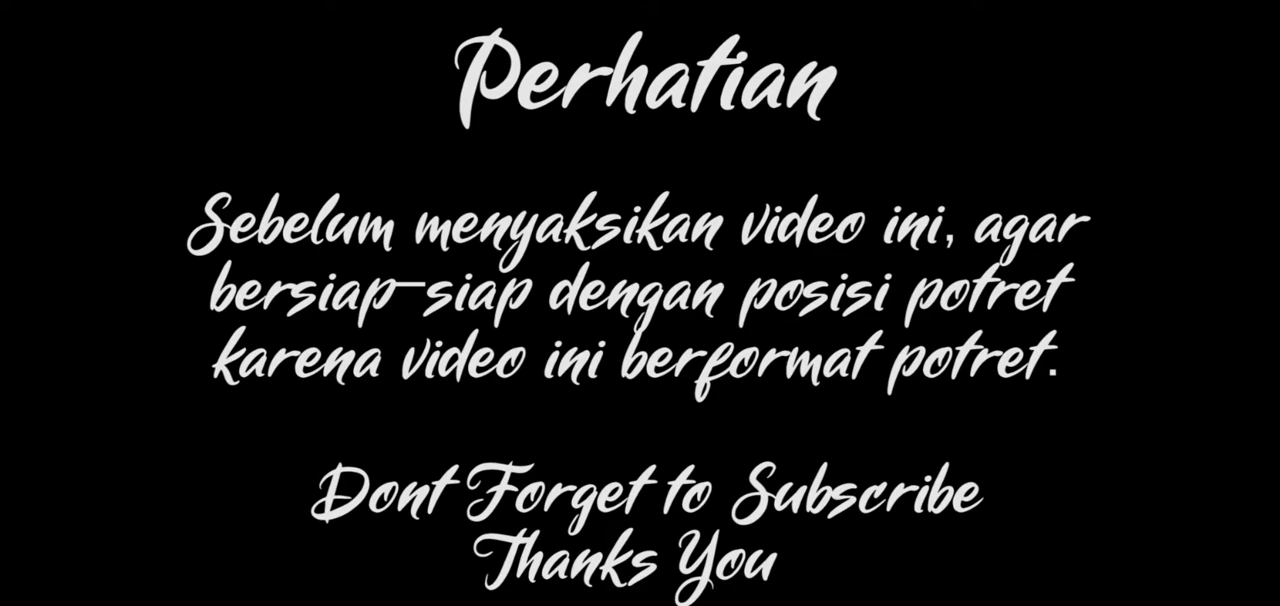 Perhatian
Sebelum menyaksikan video ini, agar
bersiap-siap dengan posisi potret
karena video ini berformat potret.
Dont Forget to Subscribe
Thanks You